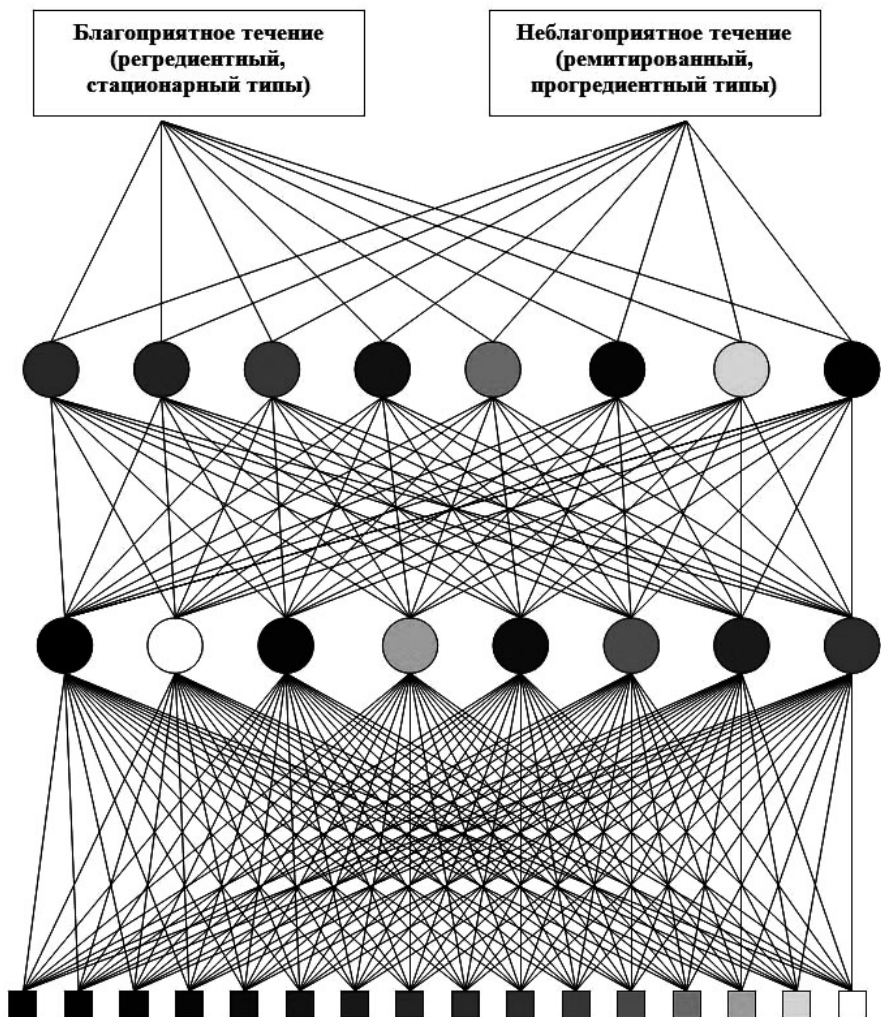 Благоприятное течение
(регредиентный,
стационарный типы)
Неблагоприятное течение
(ремитированный,
прогредиентный типы)